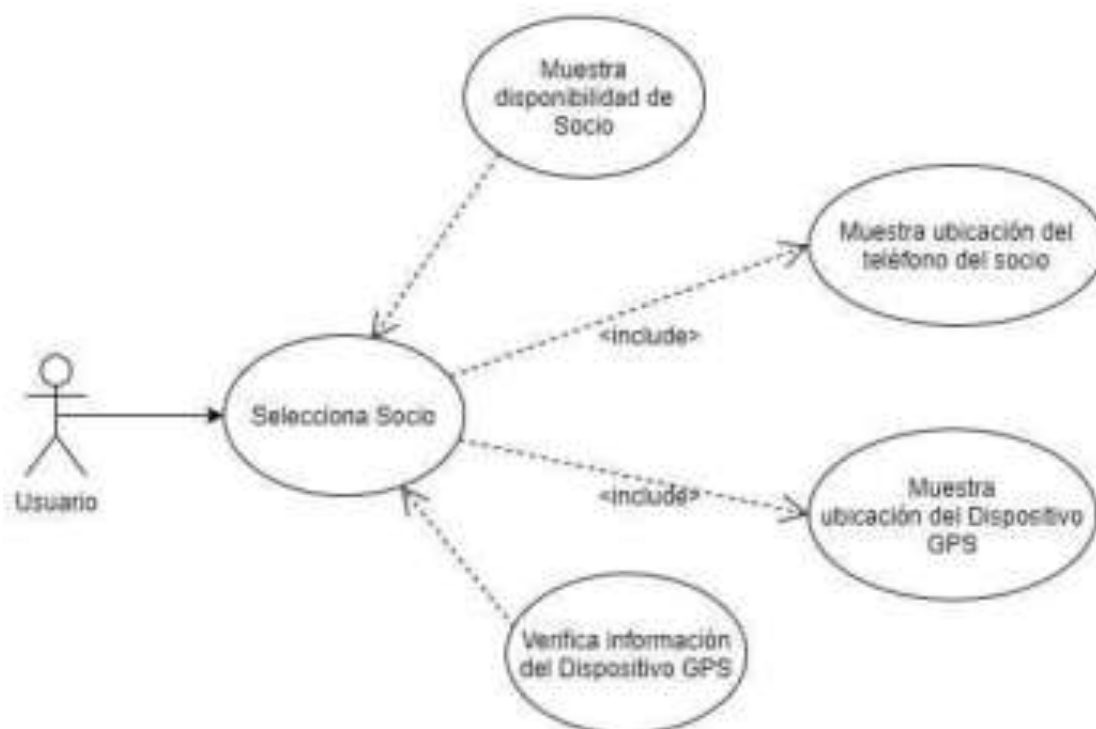 Muestra
disponibilidad de
Socio
Muestra ubicación del
teléfono del socio
<include>
Selecciona Socio
Usuario
<include>
Muestra
ubicación del Dispositivo
GPS
Verifica Información
del Dispositivo GPS